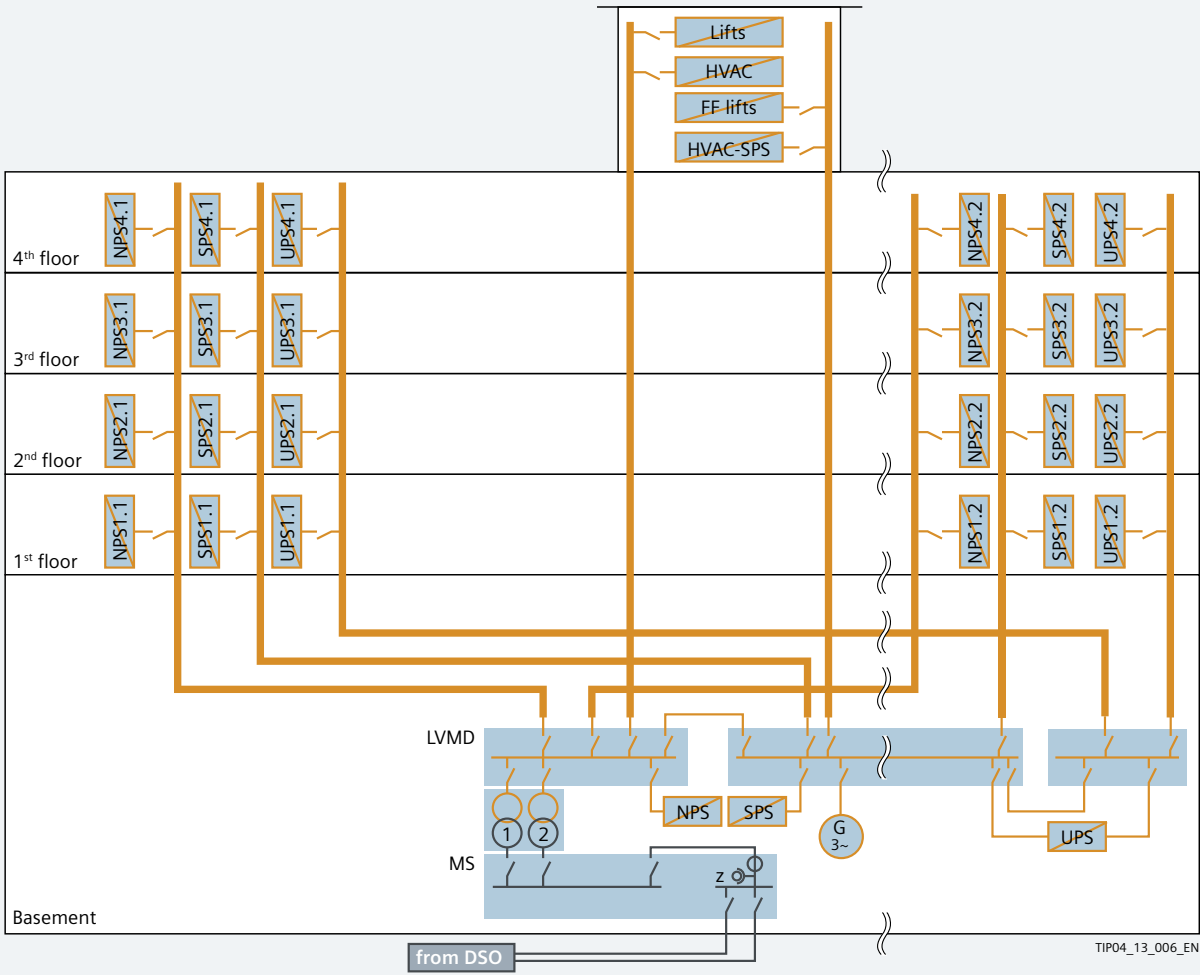 Lifts
HVAC
FF lifts
HVAC-SPS
4th floor
NPS4.1
SPS4.1
UPS4.1
NPS4.2
SPS4.2
UPS4.2
3rd floor
NPS3.1
SPS3.1
UPS3.1
NPS3.2
SPS3.2
UPS3.2
2nd floor
NPS2.1
SPS2.1
UPS2.1
NPS2.2
SPS2.2
UPS2.2
1st floor
NPS1.1
SPS1.1
UPS1.1
NPS1.2
SPS1.2
UPS1.2
LVMD
NPS
SPS
G
3~
UPS
1
2
MS
z
Basement
from DSO
TIP04_13_006_EN